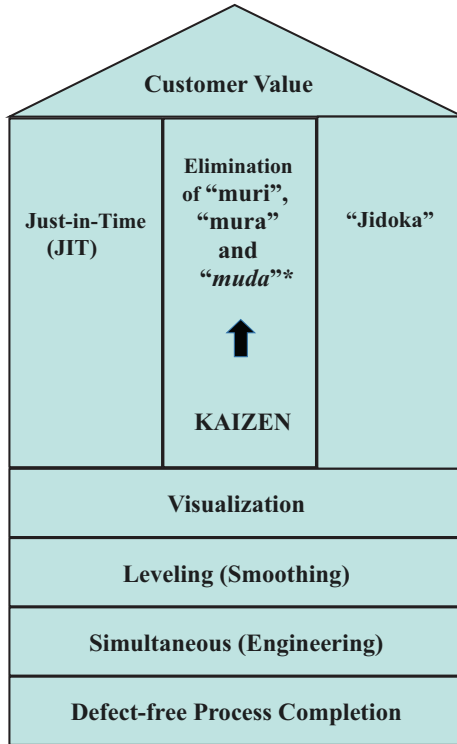 Customer Value
Just-in-Time
(JIT)
Elimination
of “muri”,
“mura”
and
“muda”*
KAIZEN
“Jidoka”
Visualization
Leveling (Smoothing)
Simultaneous (Engineering)
Defect-free Process Completion